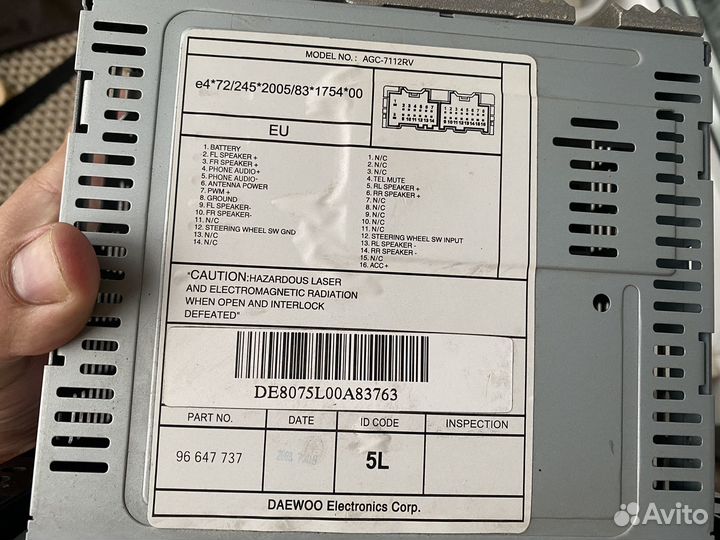 MODEL NO.: AGC-7112RV
e4*72/245*2005/83*1754*00
EU
1. BATTERY
2. FL SPEAKER +
3. FR SPEAKER +
4. PHONE AUDIO+
5. PHONE AUDIO-
6. ANTENNA POWER
7. PWM +
8. GROUND
9. FL SPEAKER-
10. FR SPEAKER-
11. N/C
12. STEERING WHEEL SW GND
13. N/C
14. N/C
1. N/C
2. N/C
3. N/C
4. TEL MUTE
5. RL SPEAKER +
6. RR SPEAKER +
7. N/C
8. N/C
9. N/C
10. N/C
11. N/C
12. STEERING WHEEL SW INPUT
13. RL SPEAKER -
14. RR SPEAKER -
15. N/C
16. ACC+
"CAUTION:HAZARDOUS LASER
AND ELECTROMAGNETIC RADIATION
WHEN OPEN AND INTERLOCK
DEFEATED"
DE8075L00A83763
PART NO. DATE ID CODE INSPECTION
96 647 737 5L
DAEWOO Electronics Corp.
Avito